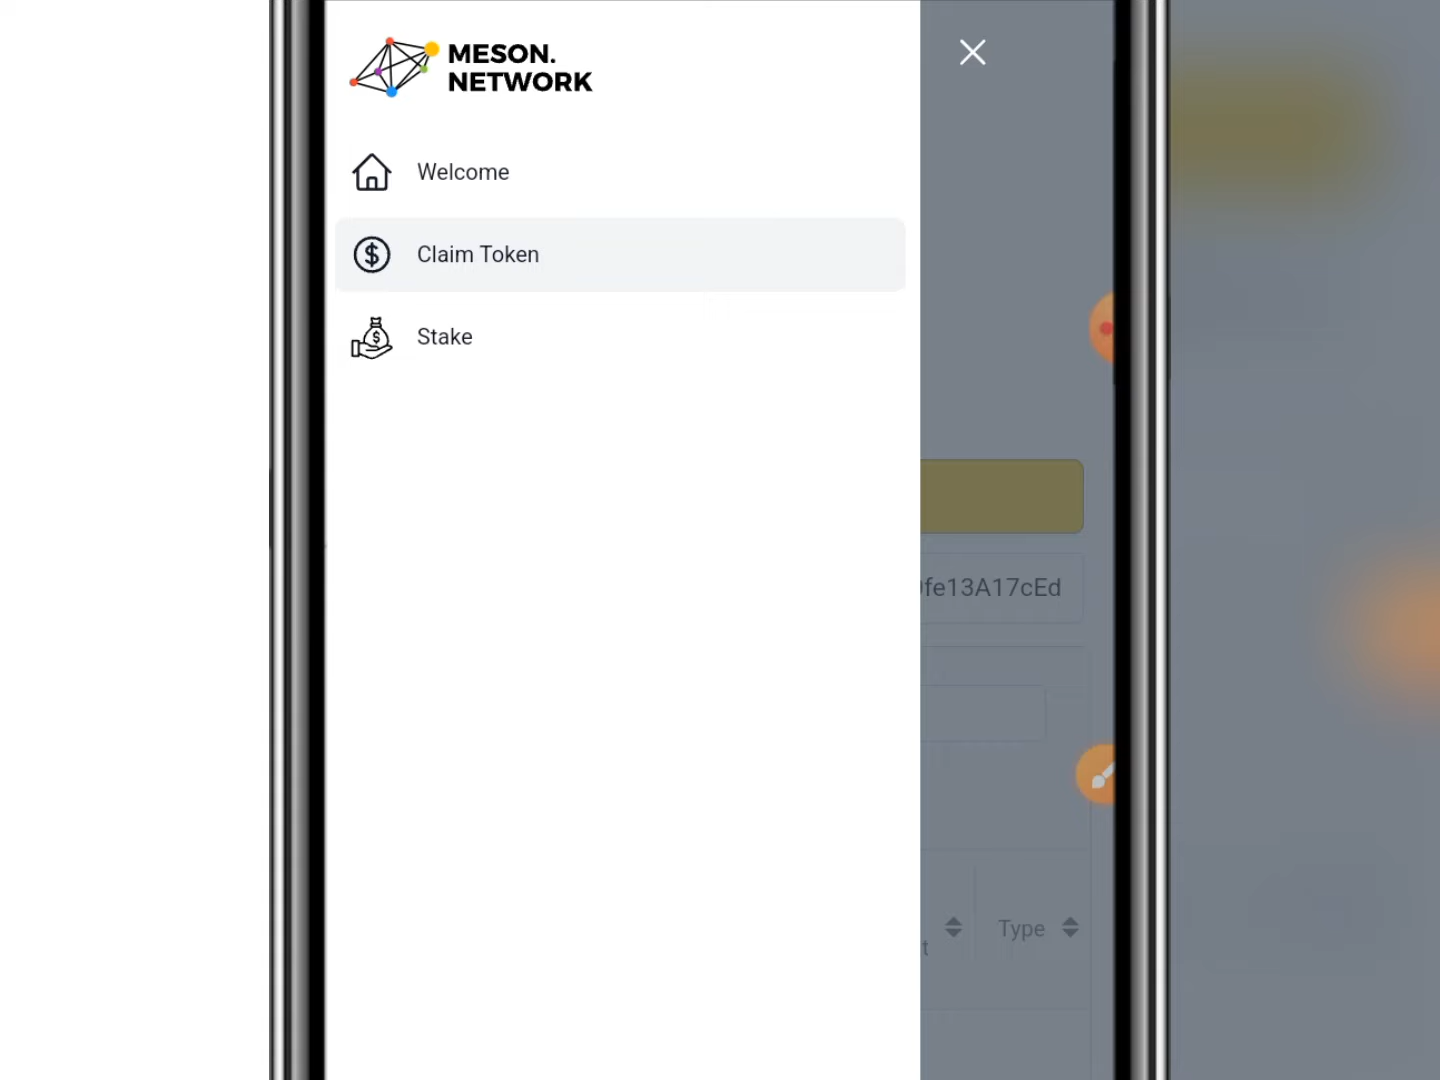 MESON.
NETWORK
Welcome
Claim Token
Stake
fe13A17cEd
t
Type